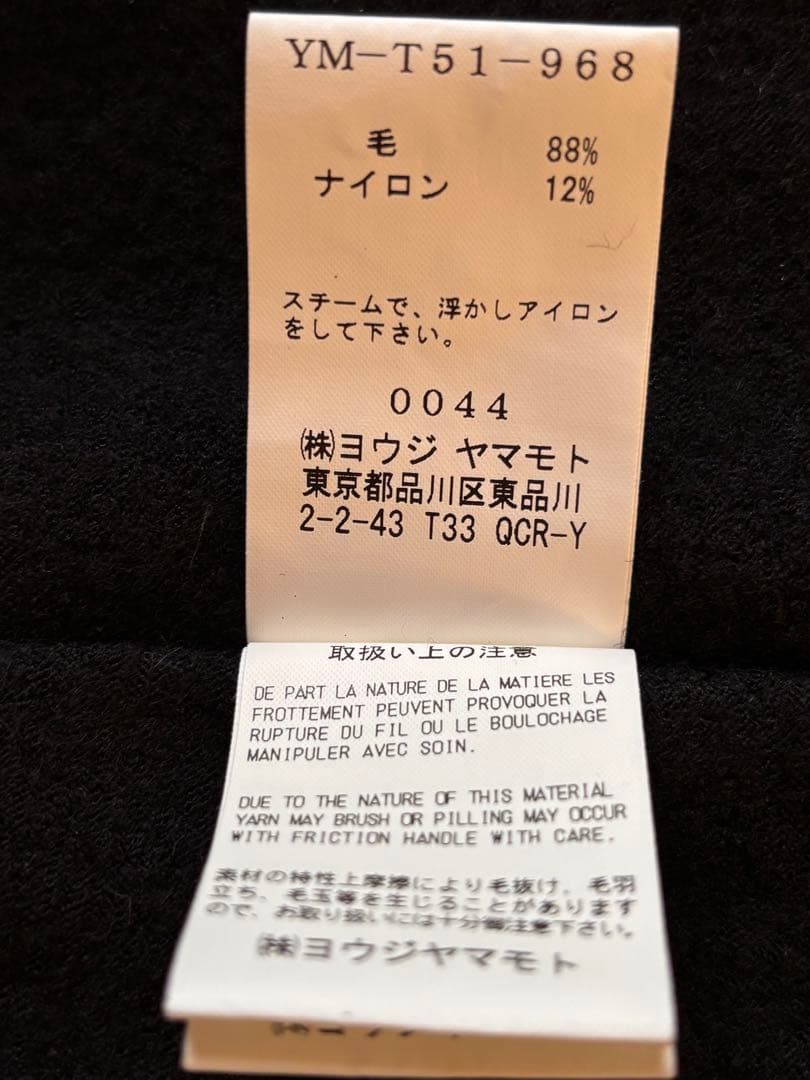 YM－T51－968
毛 88%
ナイロン 12%
スチームで、浮かしアイロン
をして下さい。
0044
㈱ヨウジ ヤマモト
東京都品川区東品川
2-2-43 T33 QCR-Y
取扱い上の注意
DE PART LA NATURE DE LA MATIERE LES
FROTTEMENT PEUVENT PROVOQUER LA
RUPTURE DU FIL OU LE BOULOCHAGE
MANIPULER AVEC SOIN.
DUE TO THE NATURE OF THIS MATERIAL
YARN MAY BRUSH OR PILLING MAY OCCUR
WITH FRICTION HANDLE WITH CARE.
素材の特性上摩擦により毛抜け、毛羽
立ち、毛玉等を生じることがあります
ので、お取り扱いには十分御注意下さい。
㈱ヨウジヤマモト